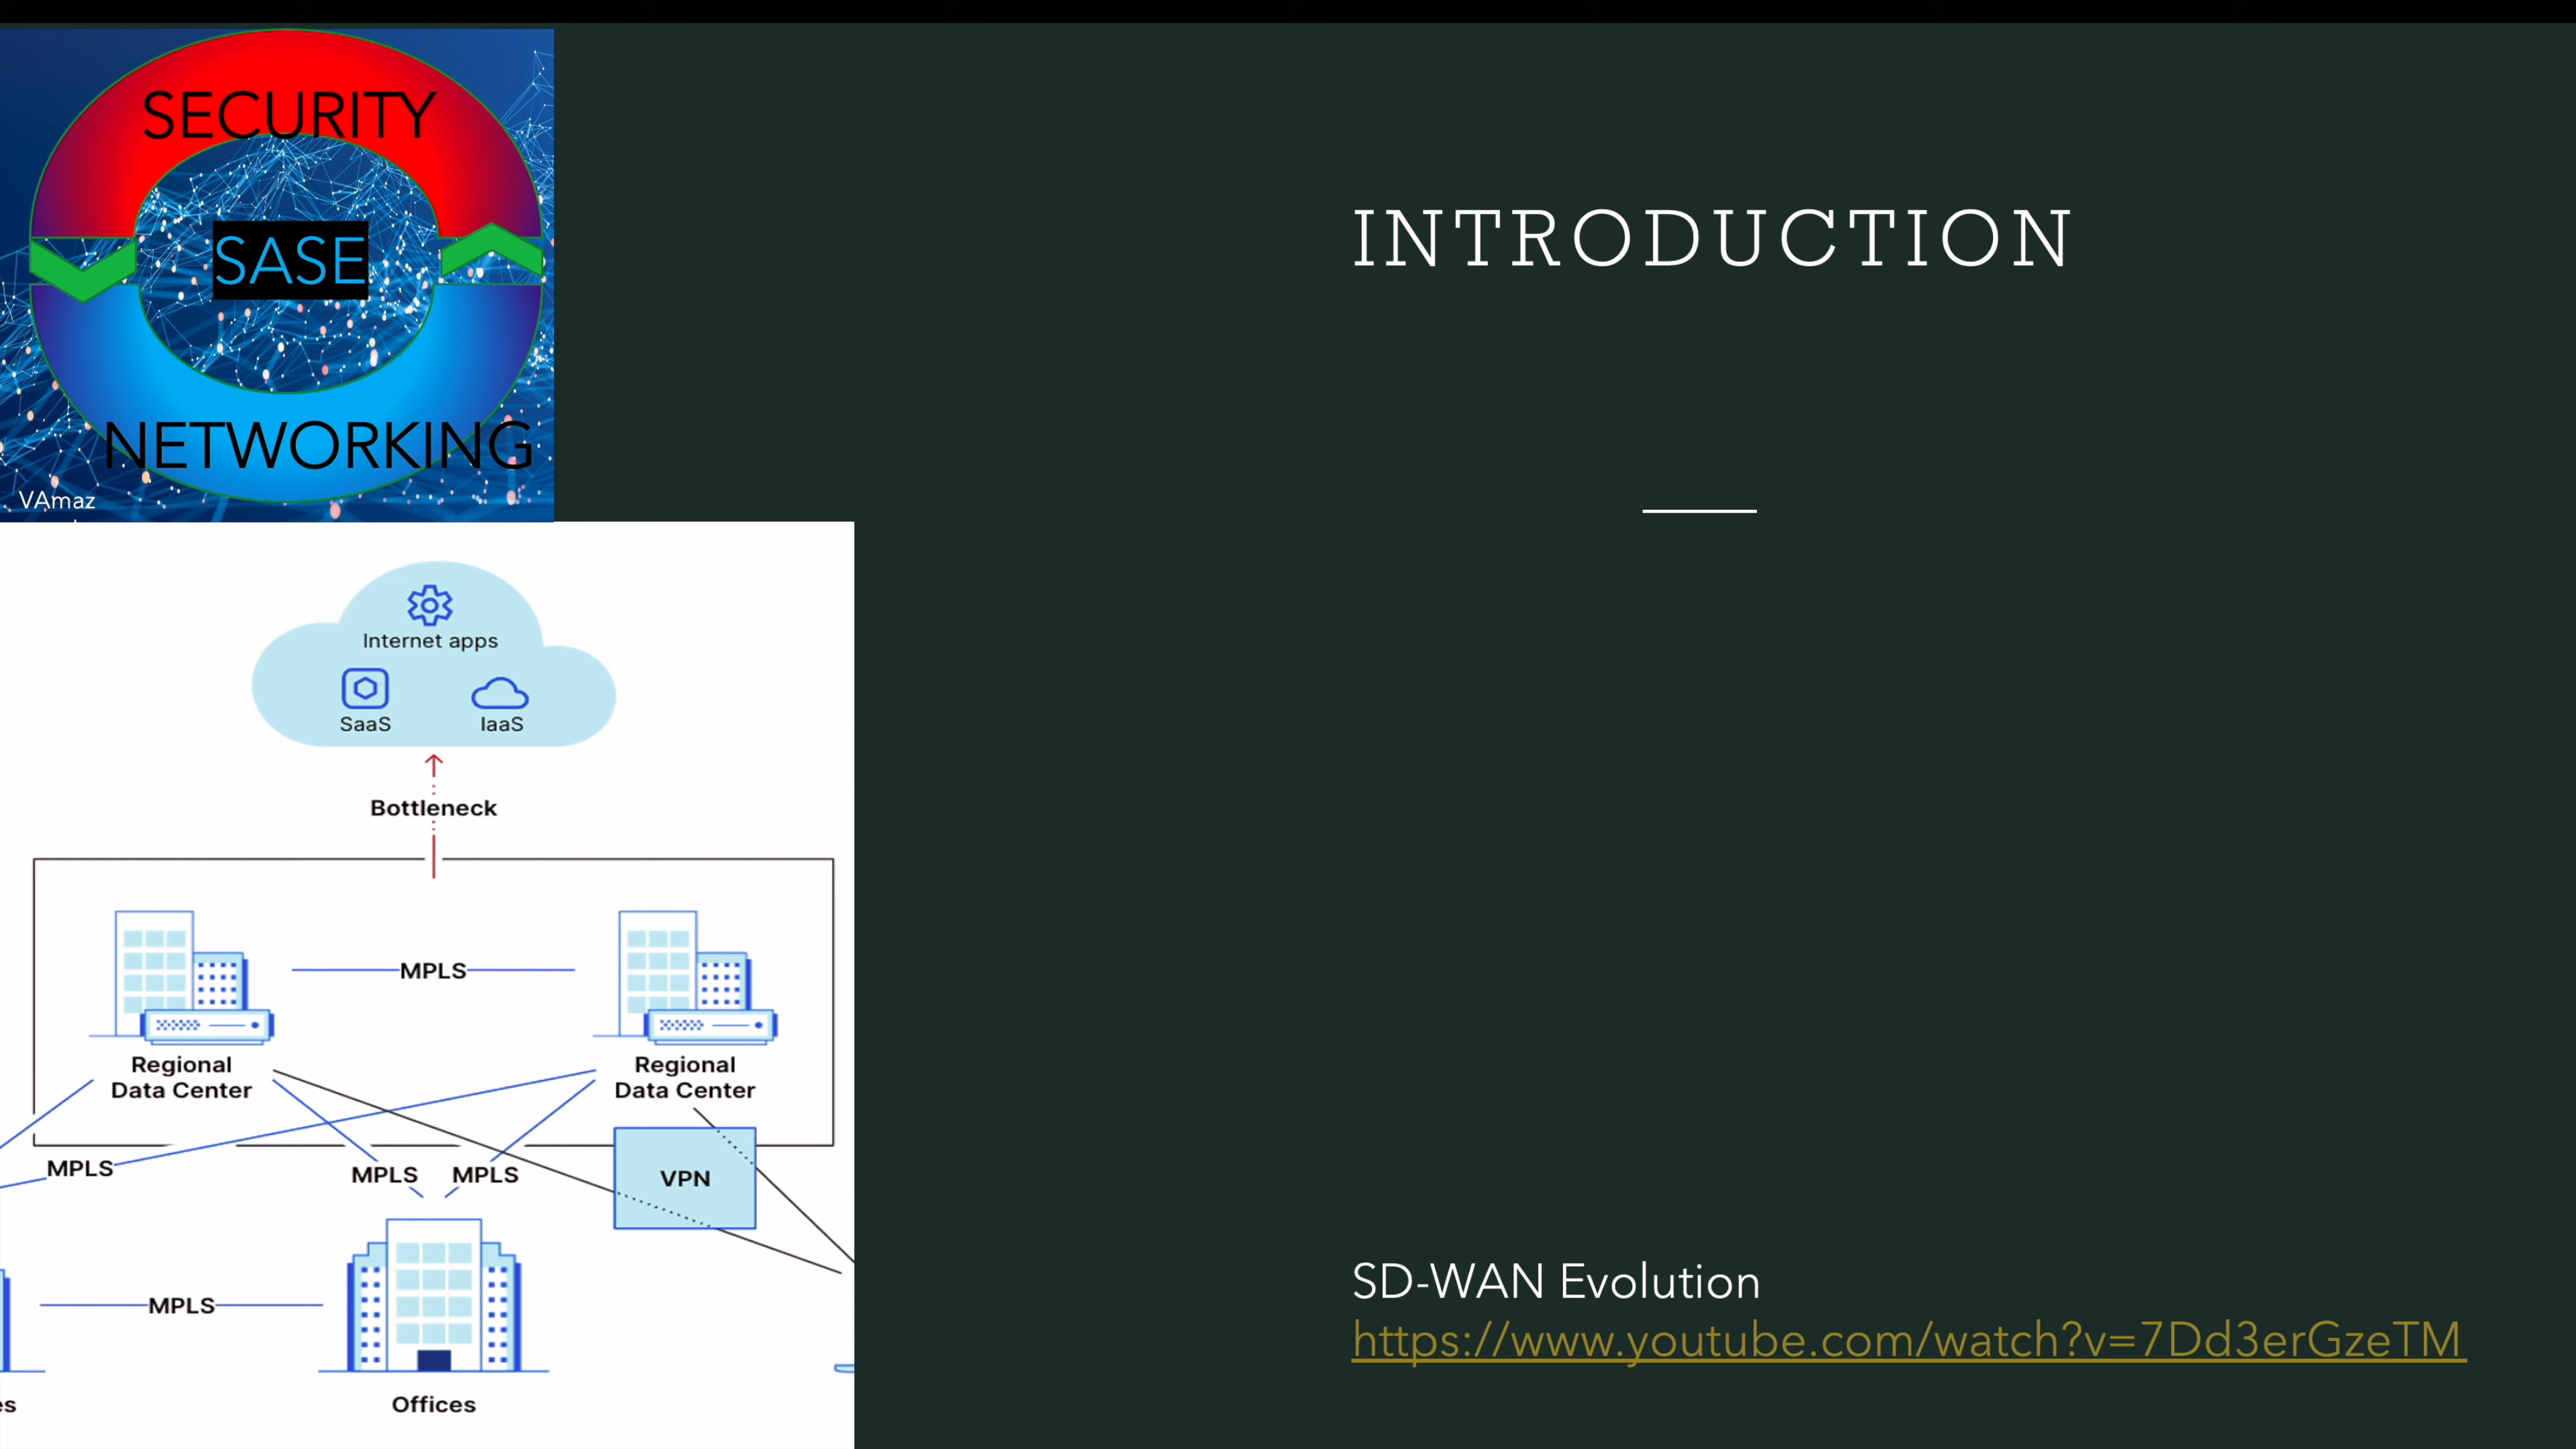 SECURITY
SASE
NETWORKING
VAmaz
INTRODUCTION
Internet apps
SaaS
IaaS
Bottleneck
MPLS
Regional
Data Center
Regional
Data Center
MPLS
MPLS
MPLS
VPN
MPLS
Offices
SD-WAN Evolution
https://www.youtube.com/watch?v=7Dd3erGzeTM